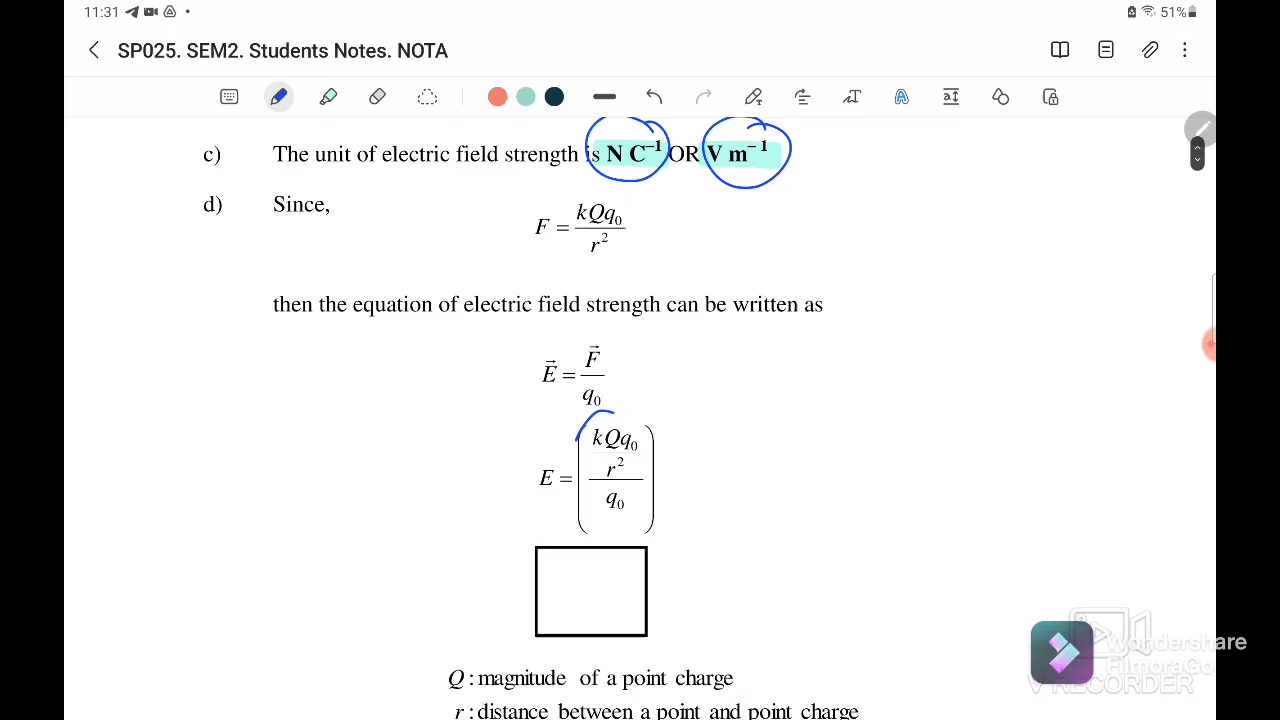 11:31 51%
SP025. SEM2. Students Notes. NOTA
c) The unit of electric field strength is N C⁻¹ OR V m⁻¹
d) Since,
F = kQq₀ / r²
then the equation of electric field strength can be written as
E⃗ = F⃗ / q₀
E = ((kQq₀ / r²) / q₀)
Q : magnitude of a point charge
r : distance between a point and point charge
Wondershare
FilmoraGo
V RECORDER